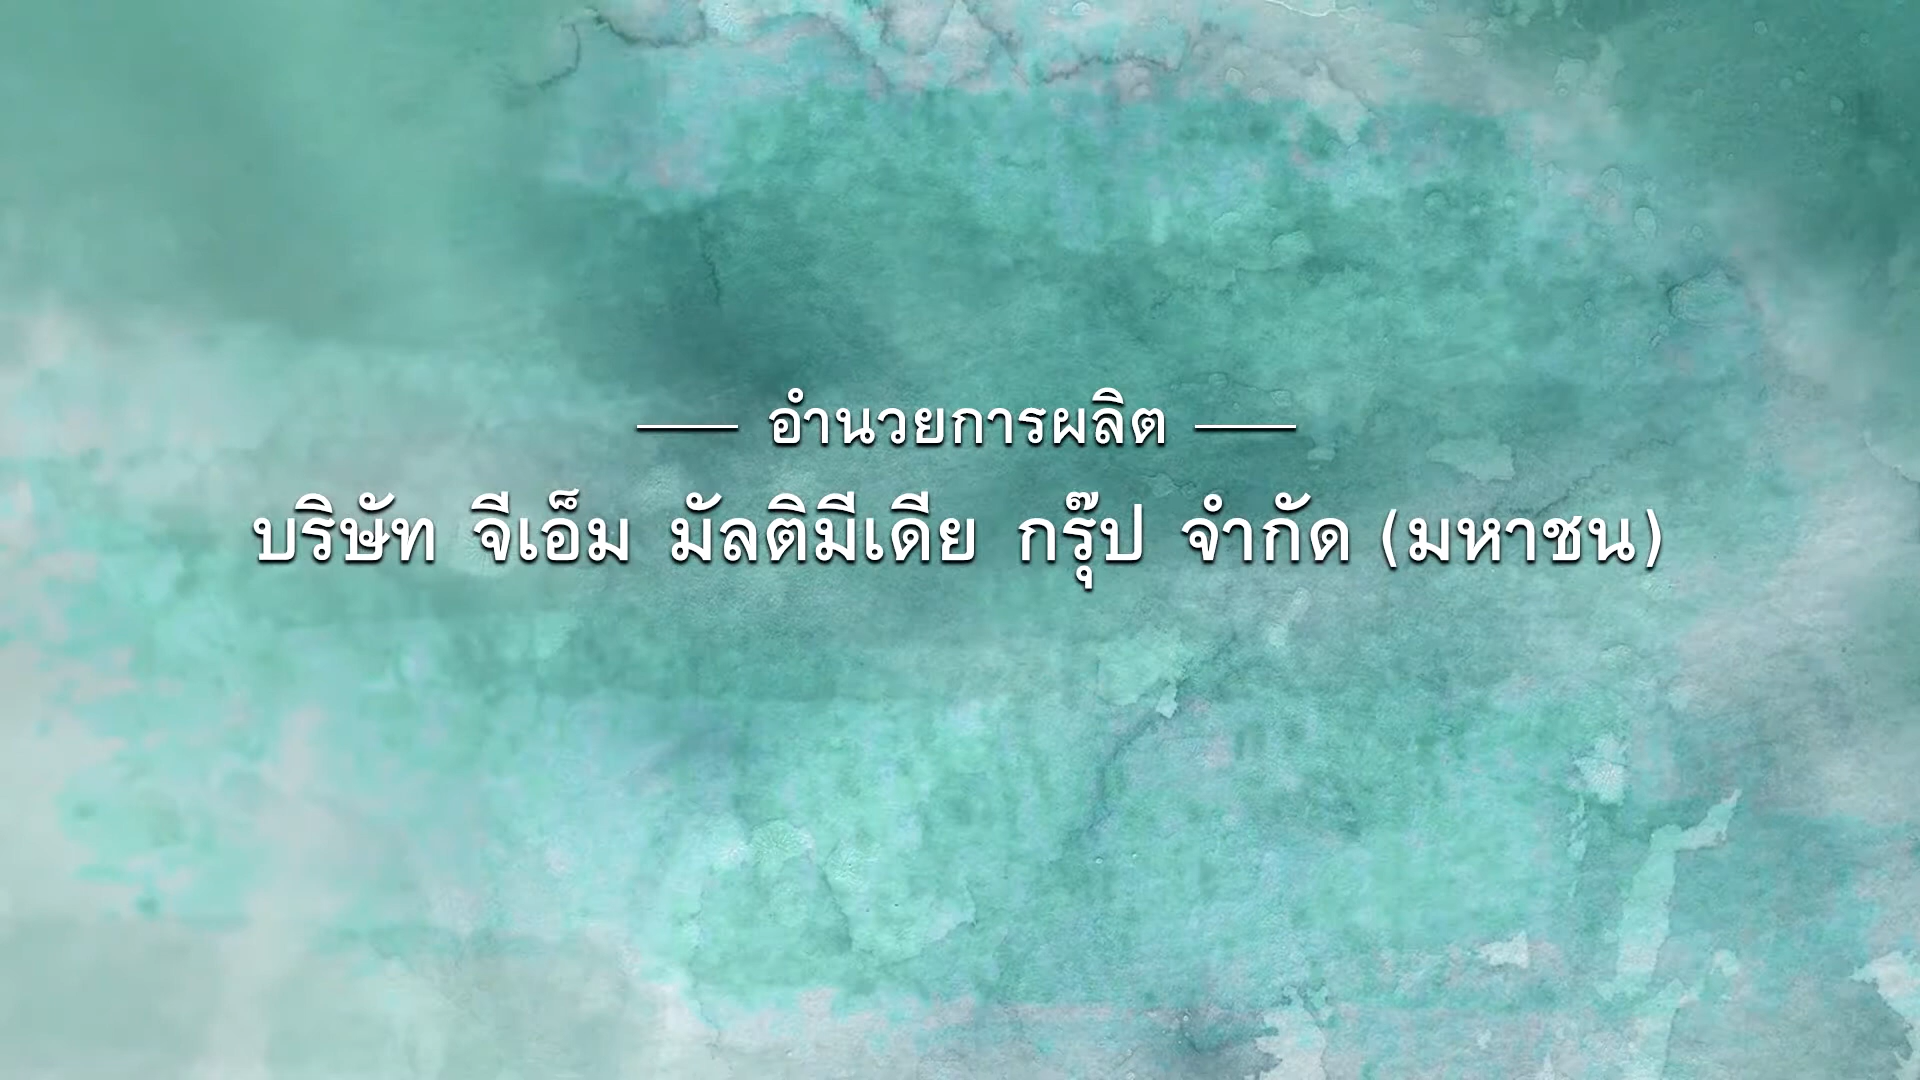 อำนวยการผลิต
บริษัท จีเอ็ม มัลติมีเดีย กรุ๊ป จำกัด (มหาชน)